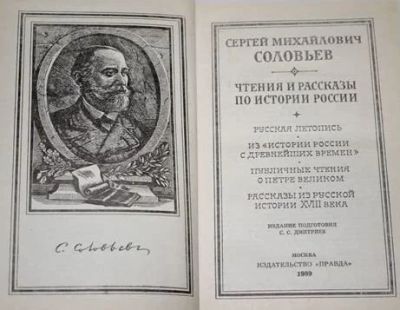 С. Соловьев
СЕРГЕЙ МИХАЙЛОВИЧ
СОЛОВЬЕВ
ЧТЕНИЯ И РАССКАЗЫ
ПО ИСТОРИИ РОССИИ
РУССКАЯ ЛЕТОПИСЬ
ИЗ «ИСТОРИИ РОССИИ
С ДРЕВНЕЙШИХ ВРЕМЕН»
ПУБЛИЧНЫЕ ЧТЕНИЯ
О ПЕТРЕ ВЕЛИКОМ
РАССКАЗЫ ИЗ РУССКОЙ
ИСТОРИИ XVIII ВЕКА
ИЗДАНИЕ ПОДГОТОВИЛ
С. С. ДМИТРИЕВ
МОСКВА
ИЗДАТЕЛЬСТВО «ПРАВДА»
1989